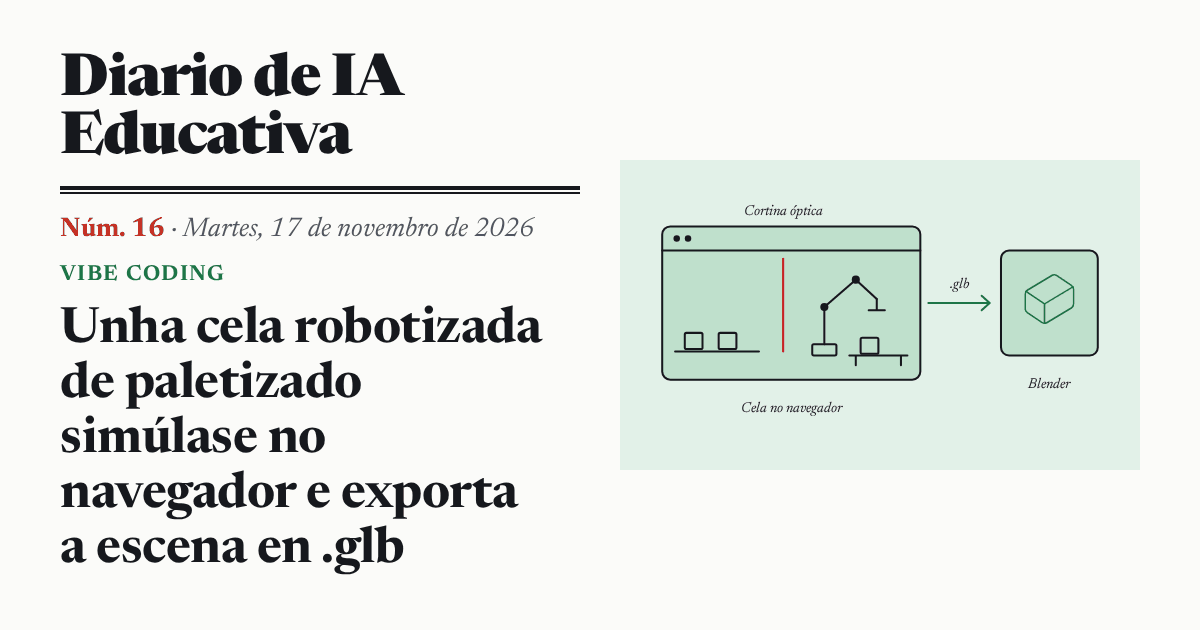 Diario de IA
Educativa
Núm. 16 · Martes, 17 de novembro de 2026
VIBE CODING
Unha cela robotizada
de paletizado
simúlase no
navegador e exporta
a escena en .glb
Cortina óptica
.glb
Blender
Cela no navegador